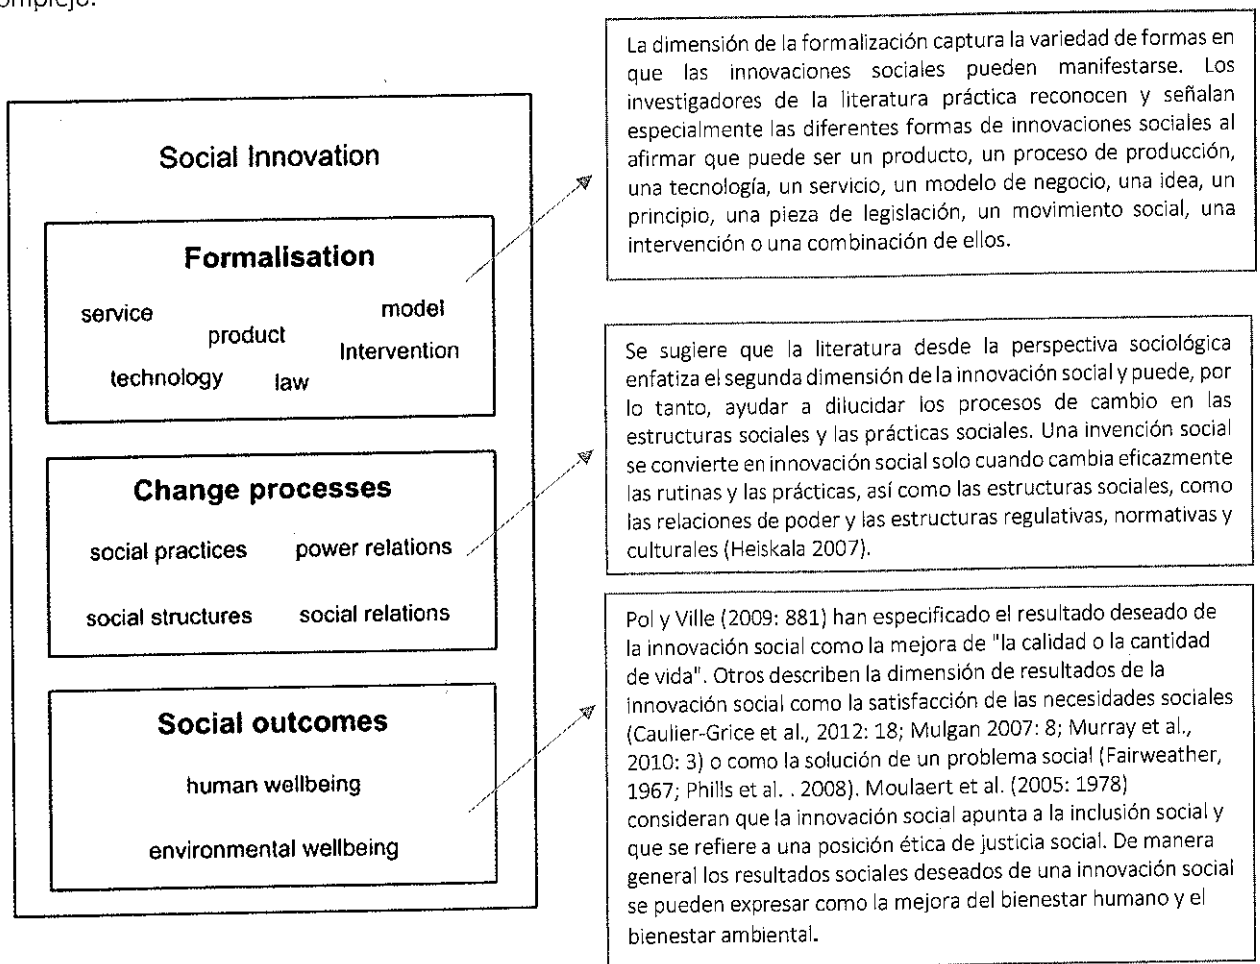 omplejo.
Social Innovation
Formalisation
service
model
product
Intervention
technology
law
Change processes
social practices
power relations
social structures
social relations
Social outcomes
human wellbeing
environmental wellbeing
La dimensión de la formalización captura la variedad de formas en
que las innovaciones sociales pueden manifestarse. Los
investigadores de la literatura práctica reconocen y señalan
especialmente las diferentes formas de innovaciones sociales al
afirmar que puede ser un producto, un proceso de producción,
una tecnología, un servicio, un modelo de negocio, una idea, un
principio, una pieza de legislación, un movimiento social, una
intervención o una combinación de ellos.
Se sugiere que la literatura desde la perspectiva sociológica
enfatiza el segunda dimensión de la innovación social y puede, por
lo tanto, ayudar a dilucidar los procesos de cambio en las
estructuras sociales y las prácticas sociales. Una invención social
se convierte en innovación social solo cuando cambia eficazmente
las rutinas y las prácticas, así como las estructuras sociales, como
las relaciones de poder y las estructuras regulativas, normativas y
culturales (Heiskala 2007).
Pol y Ville (2009: 881) han especificado el resultado deseado de
la innovación social como la mejora de "la calidad o la cantidad
de vida". Otros describen la dimensión de resultados de la
innovación social como la satisfacción de las necesidades sociales
(Caulier-Grice et al., 2012: 18; Mulgan 2007: 8; Murray et al.,
2010: 3) o como la solución de un problema social (Fairweather,
1967; Phills et al. . 2008). Moulaert et al. (2005: 1978)
consideran que la innovación social apunta a la inclusión social y
que se refiere a una posición ética de justicia social. De manera
general los resultados sociales deseados de una innovación social
se pueden expresar como la mejora del bienestar humano y el
bienestar ambiental.